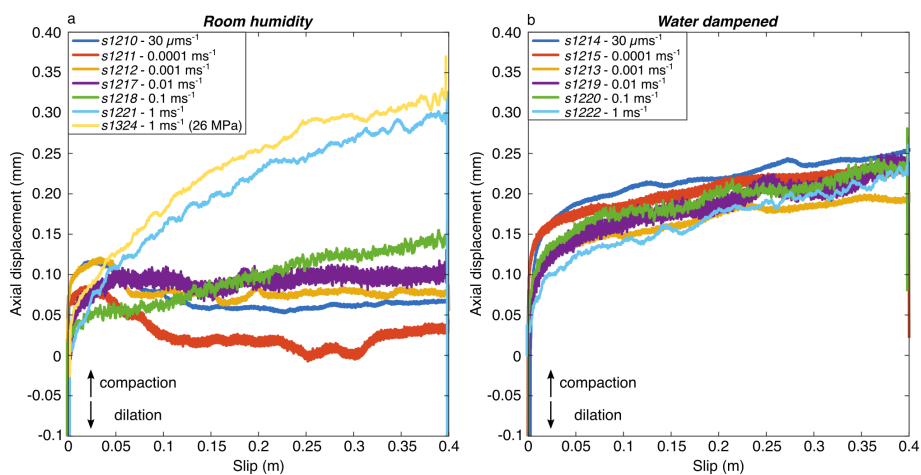 a
Room humidity
0.40
0.35
0.30
0.25
0.20
0.15
0.10
0.05
0
-0.05
-0.1
Axial displacement (mm)
s1210 - 30 μms⁻¹
s1211 - 0.0001 ms⁻¹
s1212 - 0.001 ms⁻¹
s1217 - 0.01 ms⁻¹
s1218 - 0.1 ms⁻¹
s1221 - 1 ms⁻¹
s1324 - 1 ms⁻¹ (26 MPa)
compaction
dilation
0 0.05 0.1 0.15 0.2 0.25 0.3 0.35 0.4
Slip (m)
b
Water dampened
0.40
0.35
0.30
0.25
0.20
0.15
0.10
0.05
0
-0.05
-0.1
Axial displacement (mm)
s1214 - 30 μms⁻¹
s1215 - 0.0001 ms⁻¹
s1213 - 0.001 ms⁻¹
s1219 - 0.01 ms⁻¹
s1220 - 0.1 ms⁻¹
s1222 - 1 ms⁻¹
compaction
dilation
0 0.05 0.1 0.15 0.2 0.25 0.3 0.35 0.4
Slip (m)